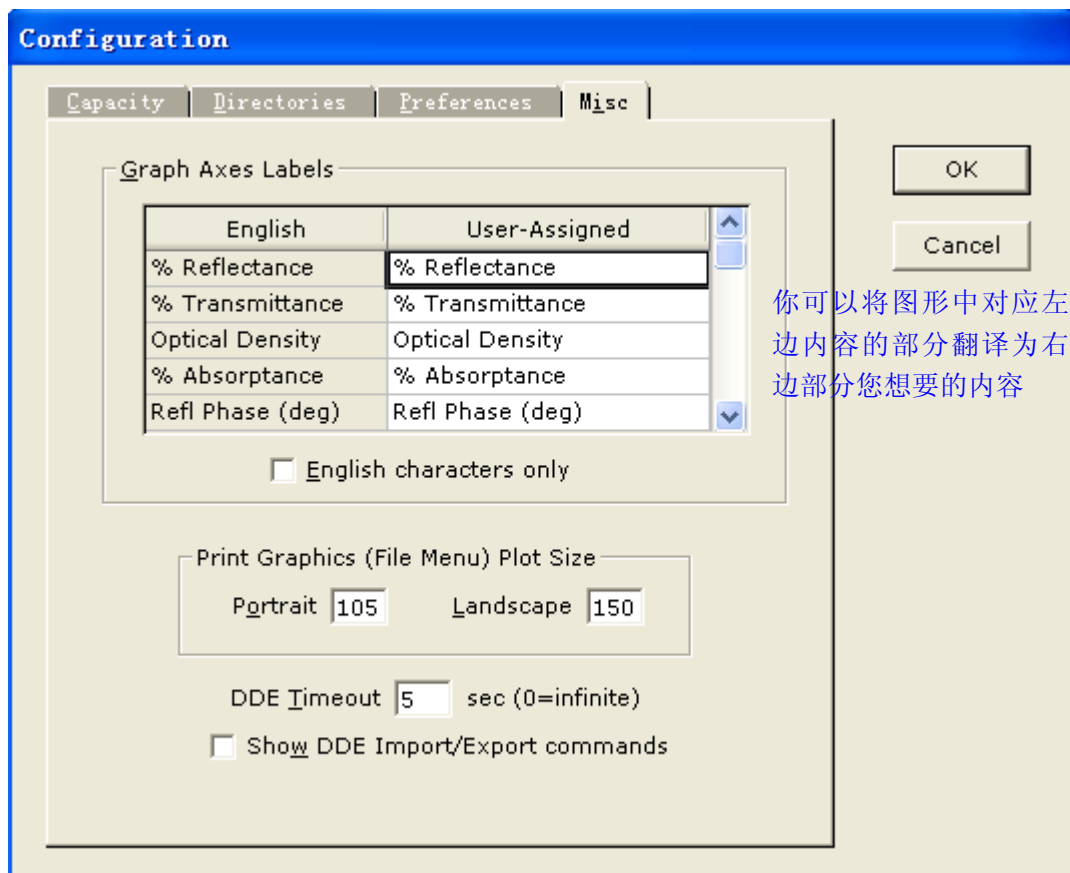 Configuration
Capacity
Directories
Preferences
Misc
Graph Axes Labels
English User-Assigned
% Reflectance % Reflectance
% Transmittance % Transmittance
Optical Density Optical Density
% Absorptance % Absorptance
Refl Phase (deg) Refl Phase (deg)
English characters only
Print Graphics (File Menu) Plot Size
Portrait 105 Landscape 150
DDE Timeout 5 sec (0=infinite)
Show DDE Import/Export commands
OK
Cancel
你可以将图形中对应左
边内容的部分翻译为右
边部分您想要的内容